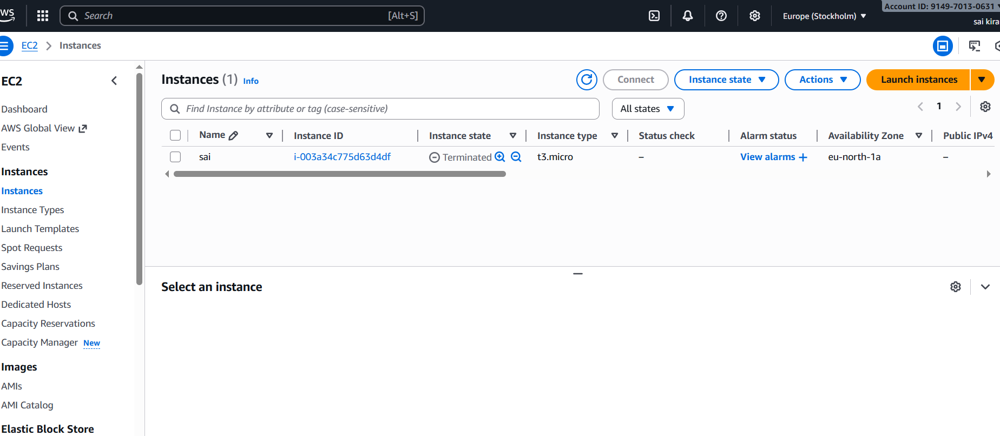 WS
Search [Alt+S]
Europe (Stockholm)
Account ID: 9149-7013-0631
sai kira
EC2 Instances
EC2
Dashboard
AWS Global View
Events
Instances
Instances
Instance Types
Launch Templates
Spot Requests
Savings Plans
Reserved Instances
Dedicated Hosts
Capacity Reservations
Capacity Manager New
Images
AMIs
AMI Catalog
Elastic Block Store
Instances (1) Info
Connect Instance state Actions Launch instances
Find Instance by attribute or tag (case-sensitive) All states 1
Name Instance ID Instance state Instance type Status check Alarm status Availability Zone Public IPv4
sai i-003a34c775d63d4df Terminated t3.micro – View alarms + eu-north-1a –
Select an instance